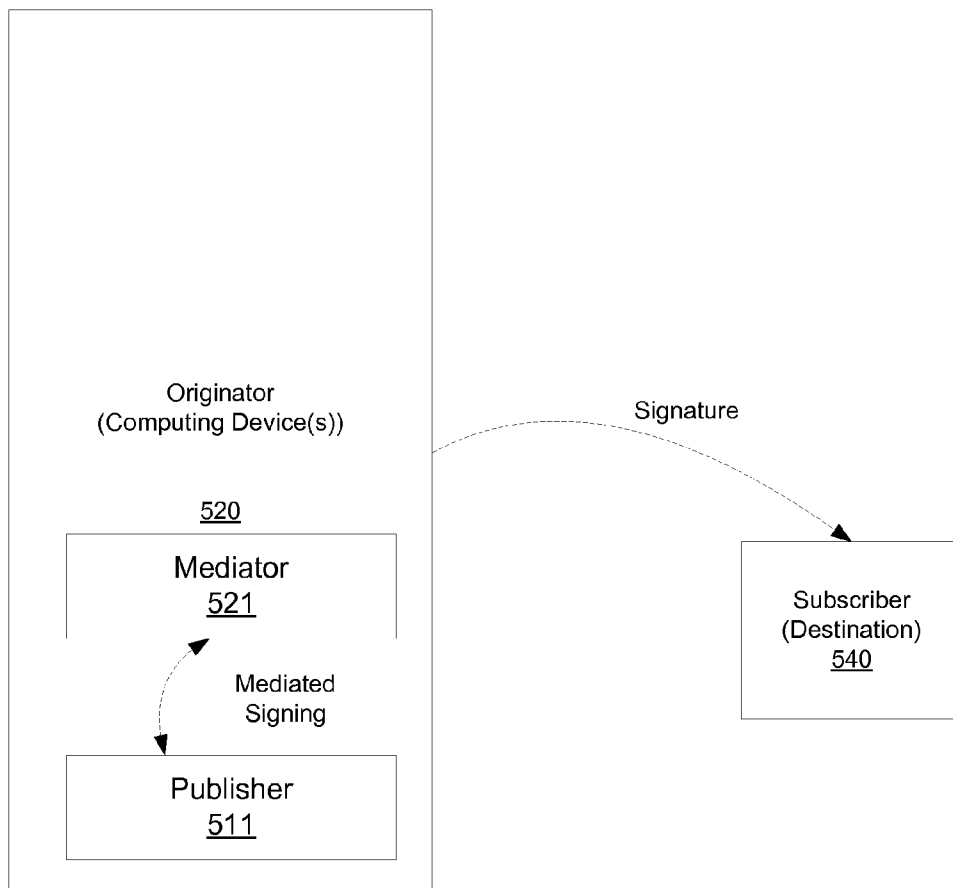 Originator
(Computing Device(s))
520
Mediator
521
Mediated
Signing
Publisher
511
Signature
Subscriber
(Destination)
540